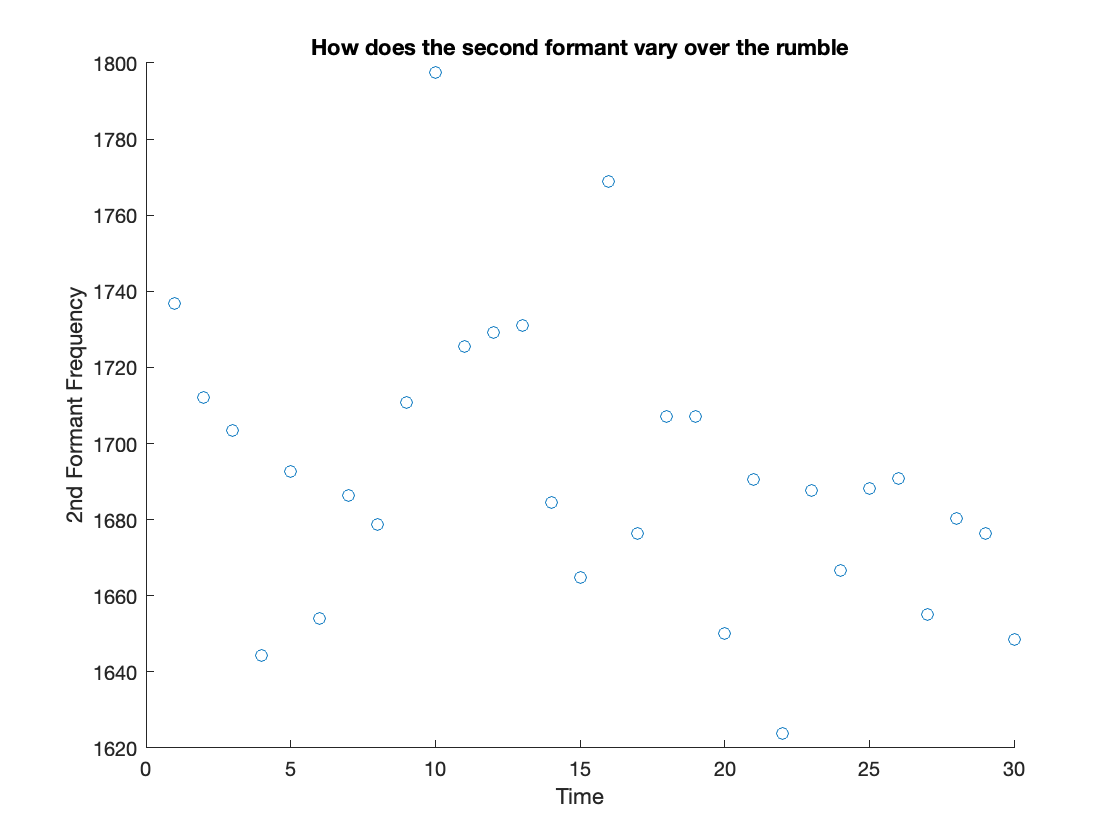 How does the second formant vary over the rumble
1800
1780
1760
1740
1720
1700
1680
1660
1640
1620
2nd Formant Frequency
0 5 10 15 20 25 30
Time